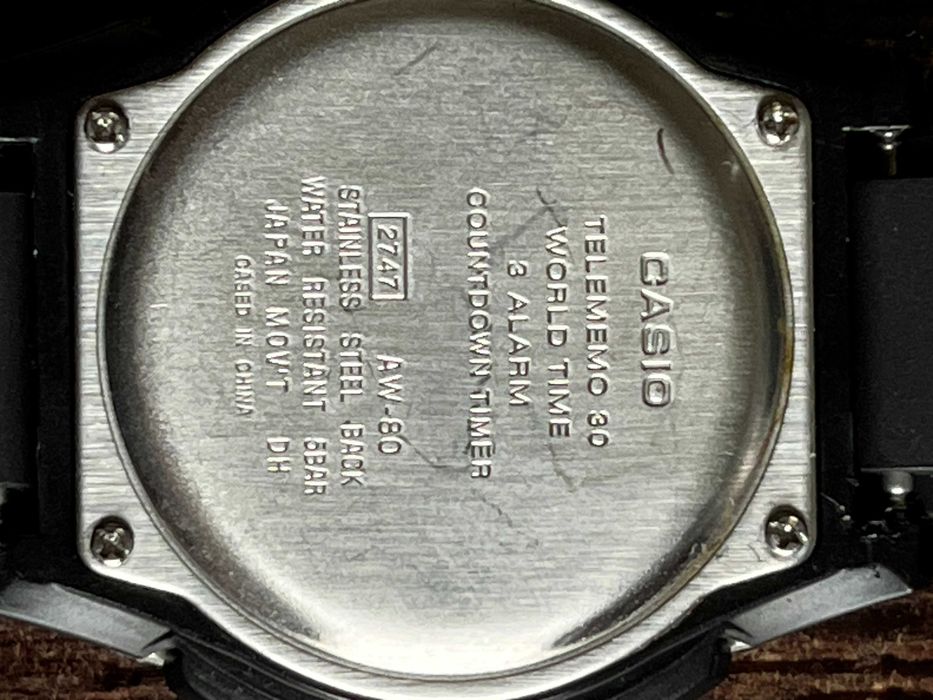 CASIO
TELEMEMO 30
WORLD TIME
3 ALARM
COUNTDOWN TIMER
2747 AW-80
STAINLESS STEEL BACK
WATER RESISTANT 5BAR
JAPAN MOV'T DH
CASED IN CHINA